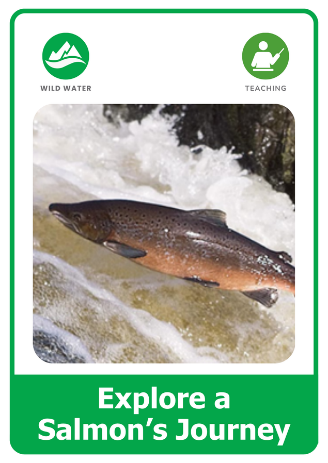 WILD WATER
TEACHING
Explore a
Salmon's Journey